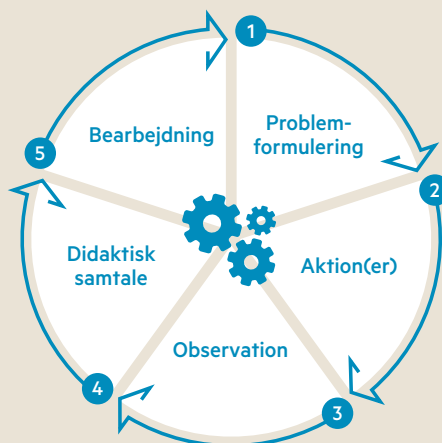 1
Problem-
formulering
2
Aktion(er)
3
Observation
4
Didaktisk
samtale
5
Bearbejdning